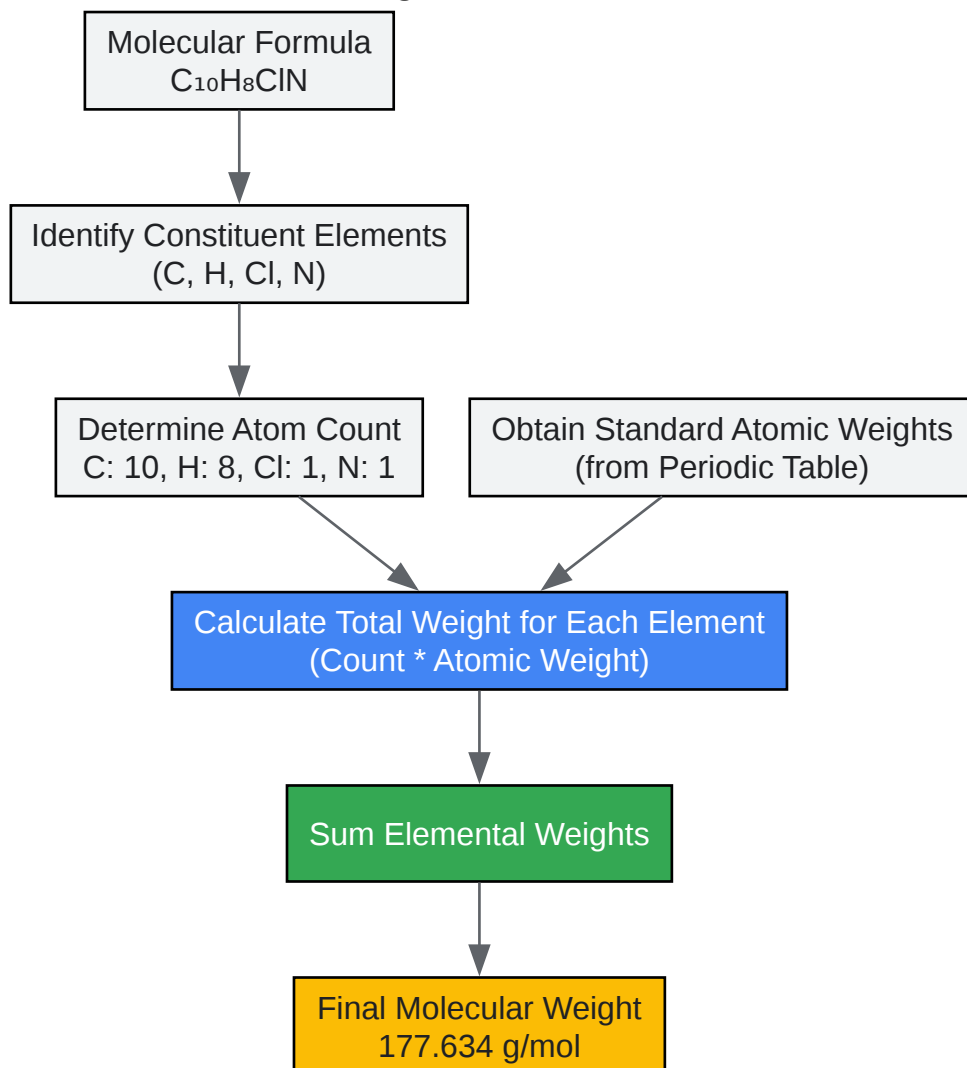 Molecular Formula
C₁₀H₈ClN
Identify Constituent Elements
(C, H, Cl, N)
Determine Atom Count
C: 10, H: 8, Cl: 1, N: 1
Obtain Standard Atomic Weights
(from Periodic Table)
Calculate Total Weight for Each Element
(Count * Atomic Weight)
Sum Elemental Weights
Final Molecular Weight
177.634 g/mol